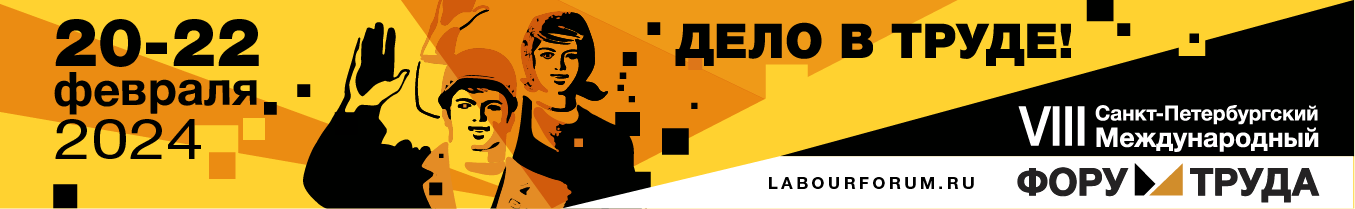 20-22
февраля
2024
ДЕЛО В ТРУДЕ!
VIII Санкт-Петербургский
Международный
LABOURFORUM.RU
ФОРУМ ТРУДА